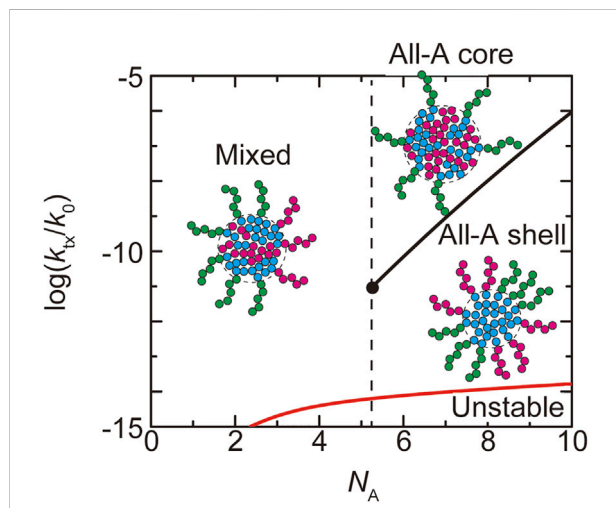 All-A core
-5
Mixed
log(k_tx/k_0)
-10
All-A shell
Unstable
-15
0 2 4 6 8 10
N_A